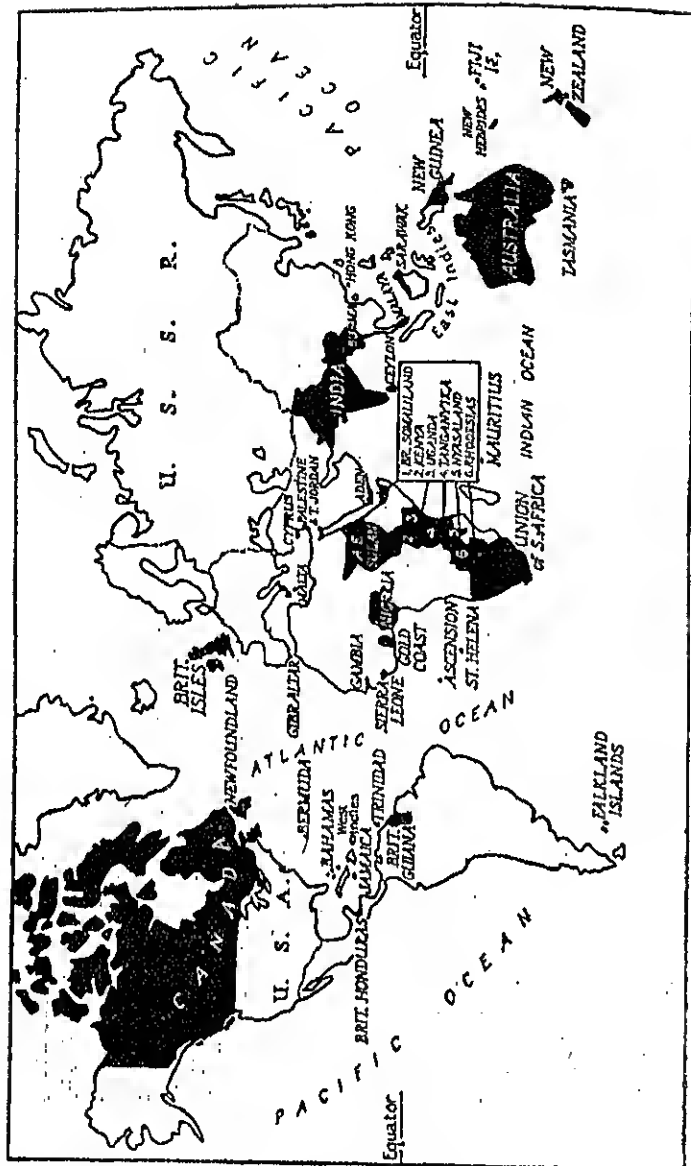 PACIFIC OCEAN
U. S. S. R.
CANADA
U. S. A.
BRIT.
ISLES
NEWFOUNDLAND
ATLANTIC OCEAN
GIBRALTAR
MALTA
CYPRUS
PALESTINE
& T. JORDAN
ADEN
INDIA
BURMA
HONG KONG
CEYLON
MALAYA
SARAWAK
East Indies
NEW
GUINEA
Equator
NEW
HEBRIDES
FIJI
IS,
AUSTRALIA
TASMANIA
NEW
ZEALAND
BERMUDA
BAHAMAS
West
Indies
JAMAICA
TRINIDAD
BRIT. HONDURAS
BRIT.
GUIANA
GAMBIA
SIERRA
LEONE
GOLD
COAST
NIGERIA
A.E.
SUDAN
ASCENSION
ST. HELENA
1. BR. SOMALILAND
2. KENYA
3. UGANDA
4. TANGANYIKA
5. NYASALAND
6. RHODESIAS
MAURITIUS
INDIAN OCEAN
UNION
OF S. AFRICA
FALKLAND
ISLANDS
PACIFIC OCEAN
Equator